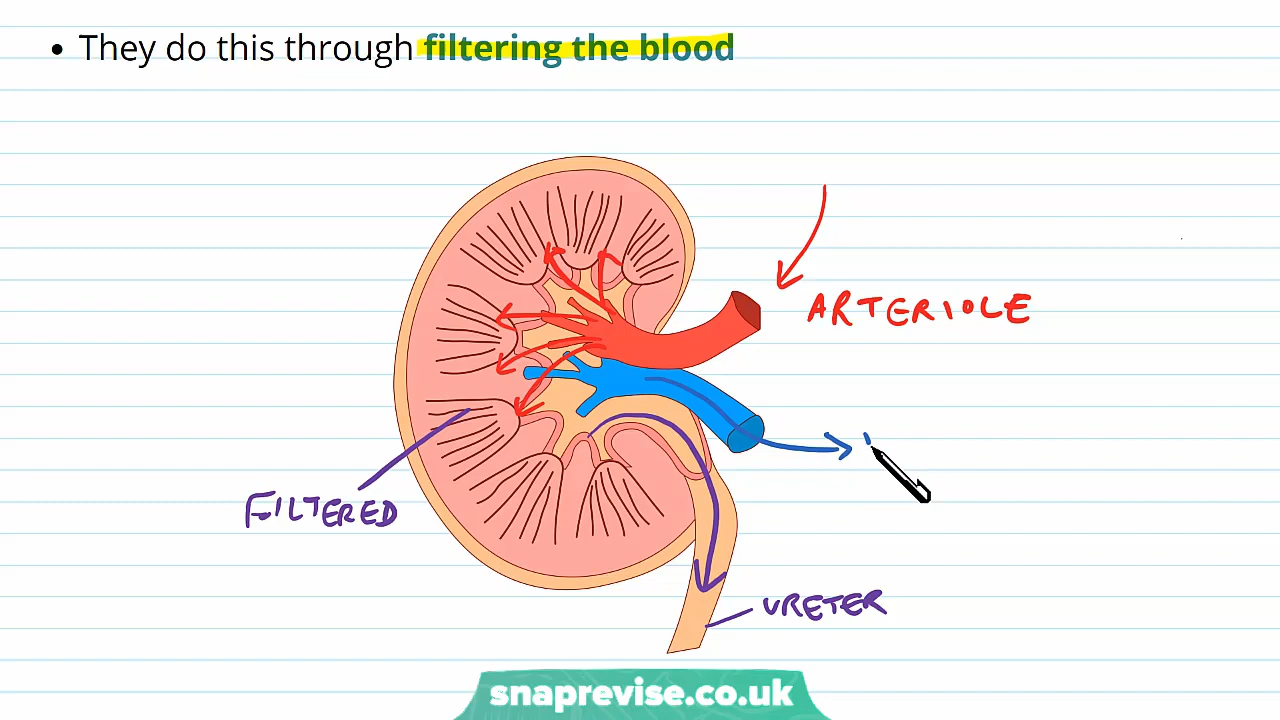 • They do this through filtering the blood
ARTERIOLE
FILTERED
URETER
snaprevise.co.uk